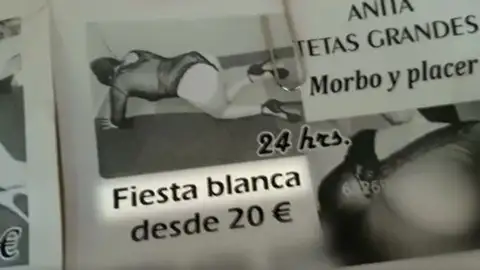 ANITA
TETAS GRANDES
Morbo y placer
24 hrs.
Fiesta blanca
desde 20 €
€